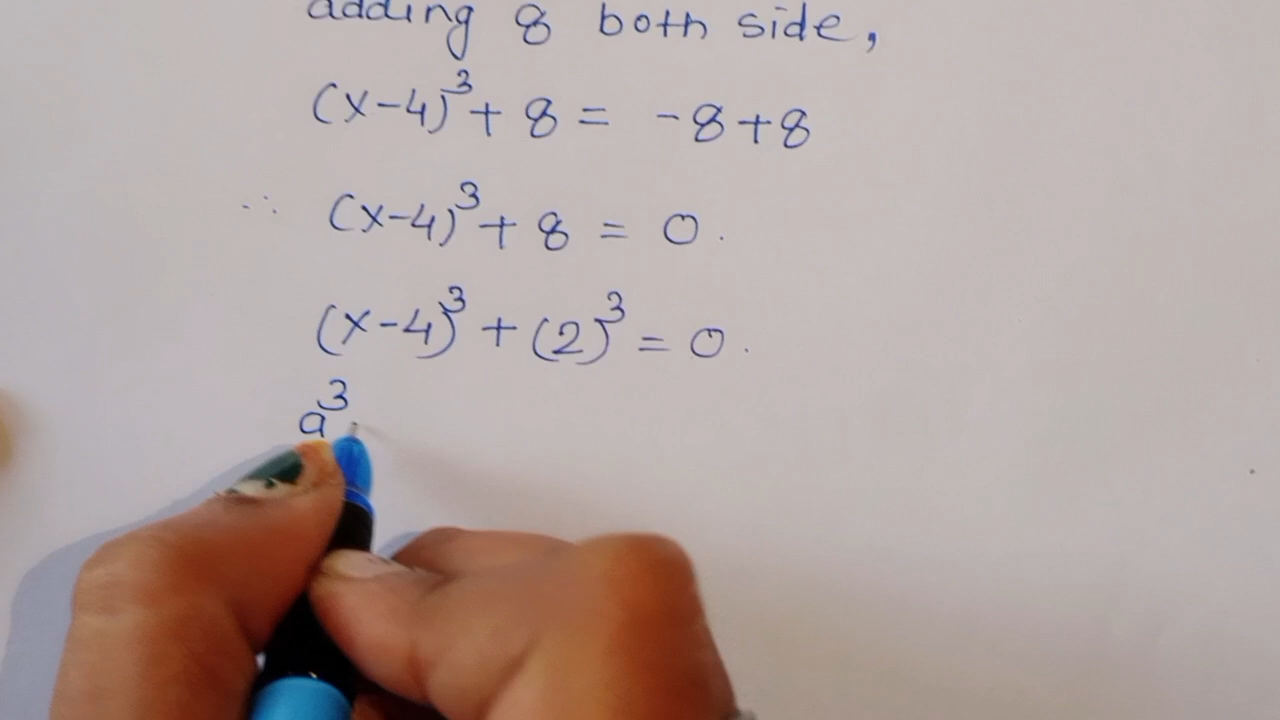 adding 8 both side,
(x-4)³+ 8 = -8+8
∴ (x-4)³+ 8 = 0.
(x-4)³ + (2)³ = 0.
a³